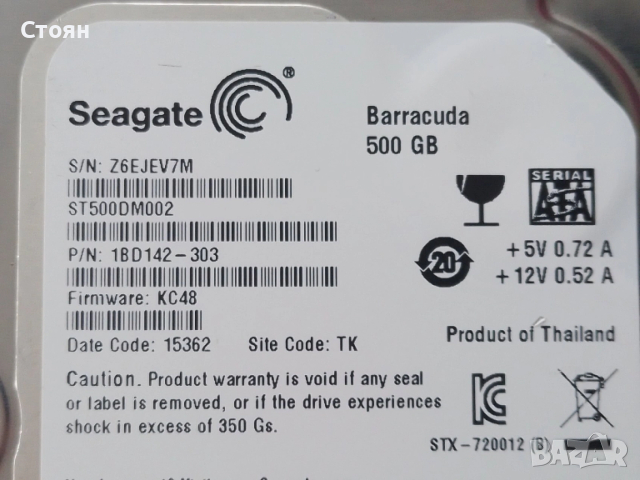 Стоян
Seagate ®
Barracuda
500 GB
S/N: Z6EJEV7M
ST500DM002
SERIAL
ATA
P/N: 1BD142-303
20
+5V 0.72 A
+12V 0.52 A
Firmware: KC48
Product of Thailand
Date Code: 15362 Site Code: TK
Caution. Product warranty is void if any seal
or label is removed, or if the drive experiences
shock in excess of 350 Gs.
STX-720012 (B)
bazar